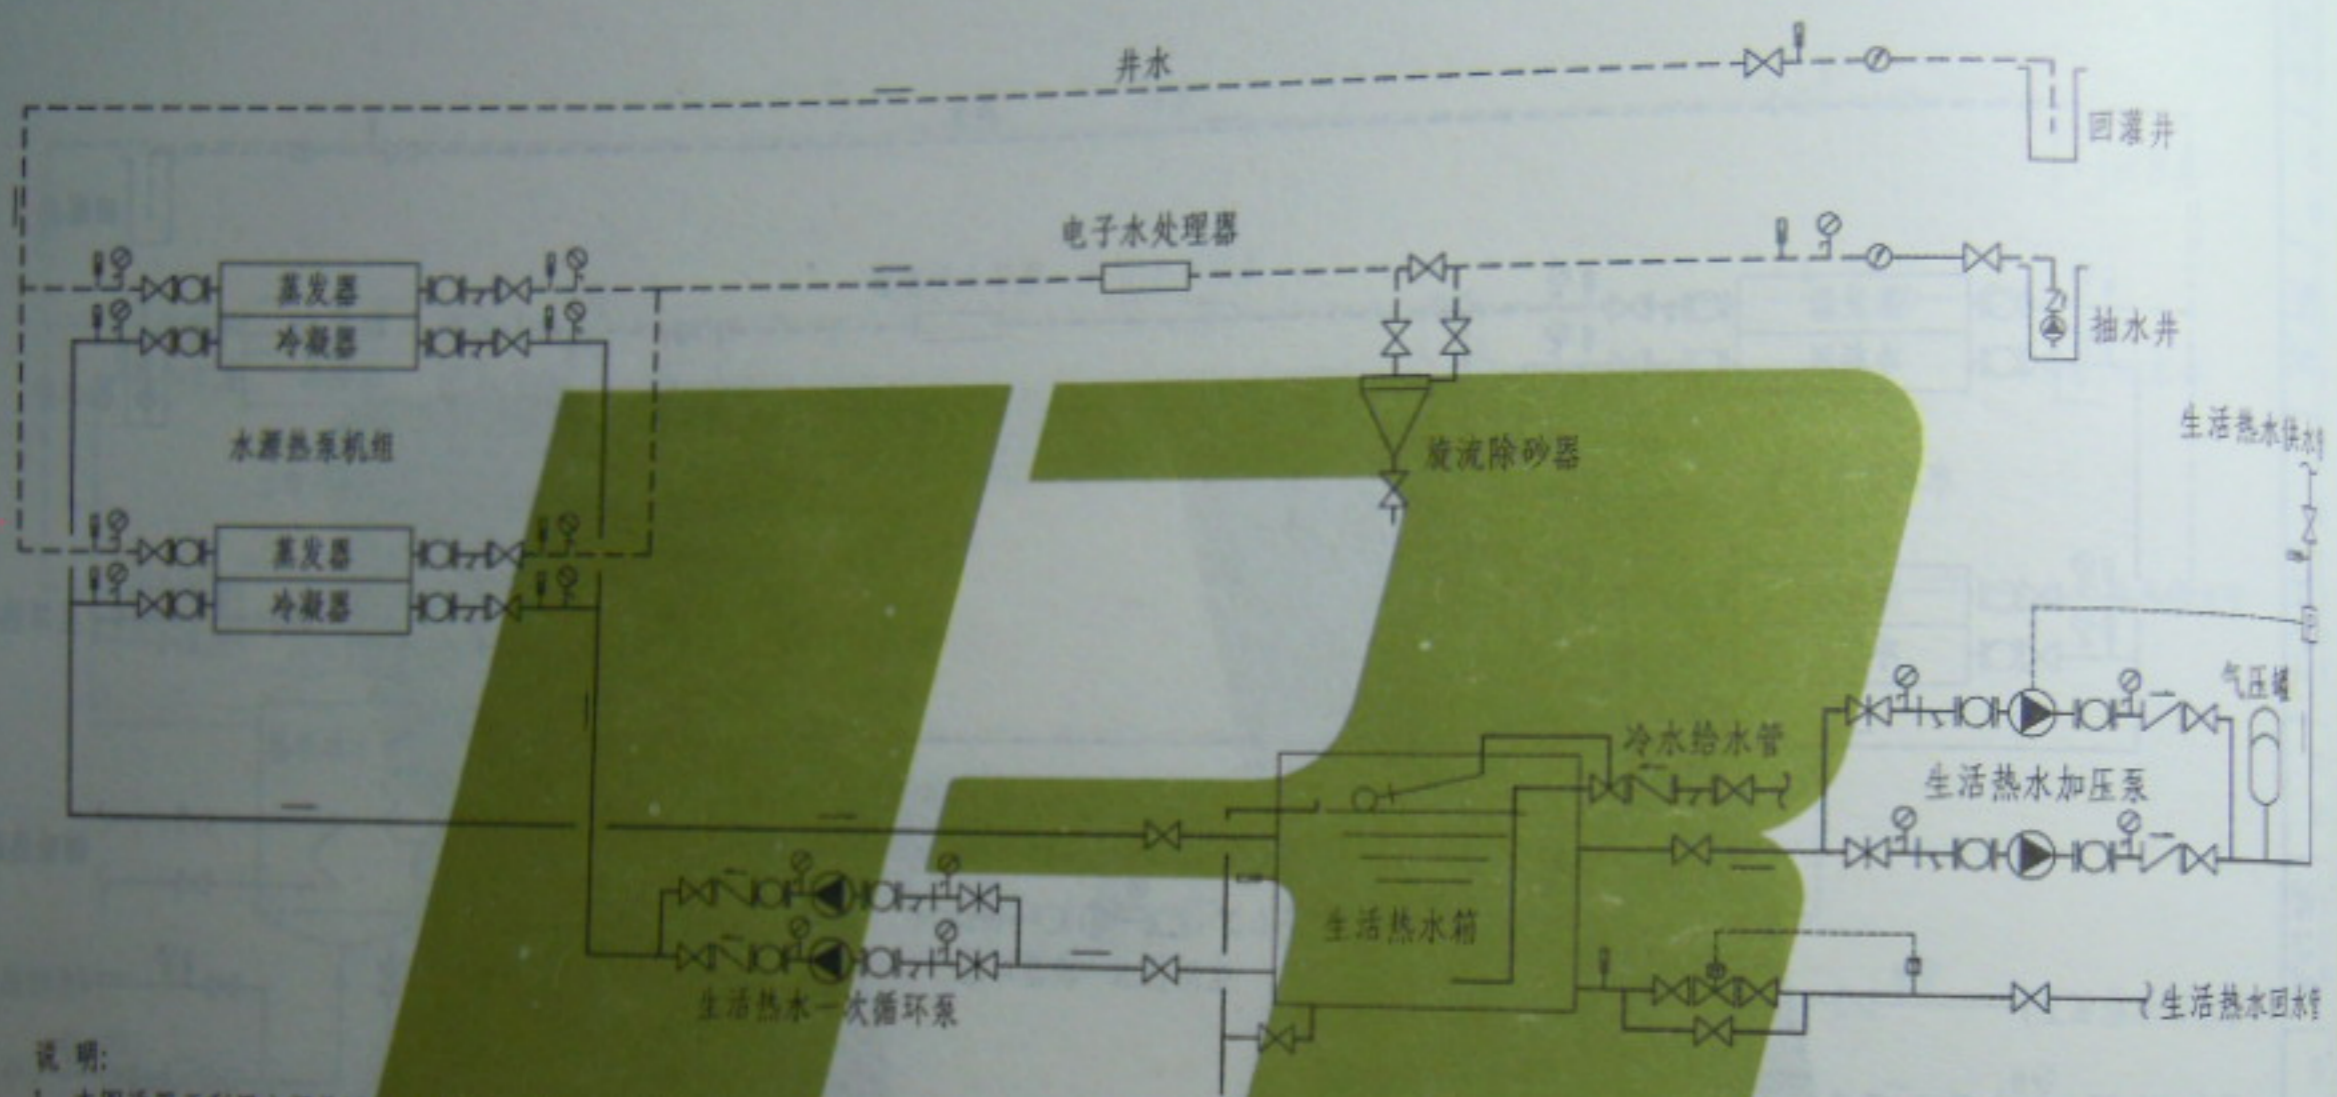 井水
回灌井
电子水处理器
蒸发器
冷凝器
抽水井
水源热泵机组
旋流除砂器
生活热水供水
蒸发器
冷凝器
气压罐
冷水给水管
生活热水加压泵
生活热水箱
生活热水一次循环泵
生活热水回水管
说 明: